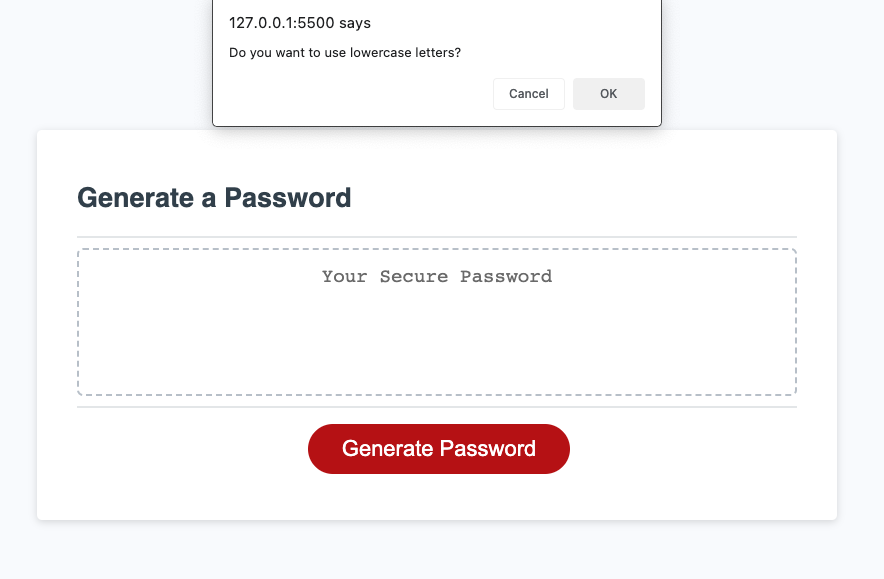 127.0.0.1:5500 says
Do you want to use lowercase letters?
Cancel OK
Generate a Password
Your Secure Password
Generate Password